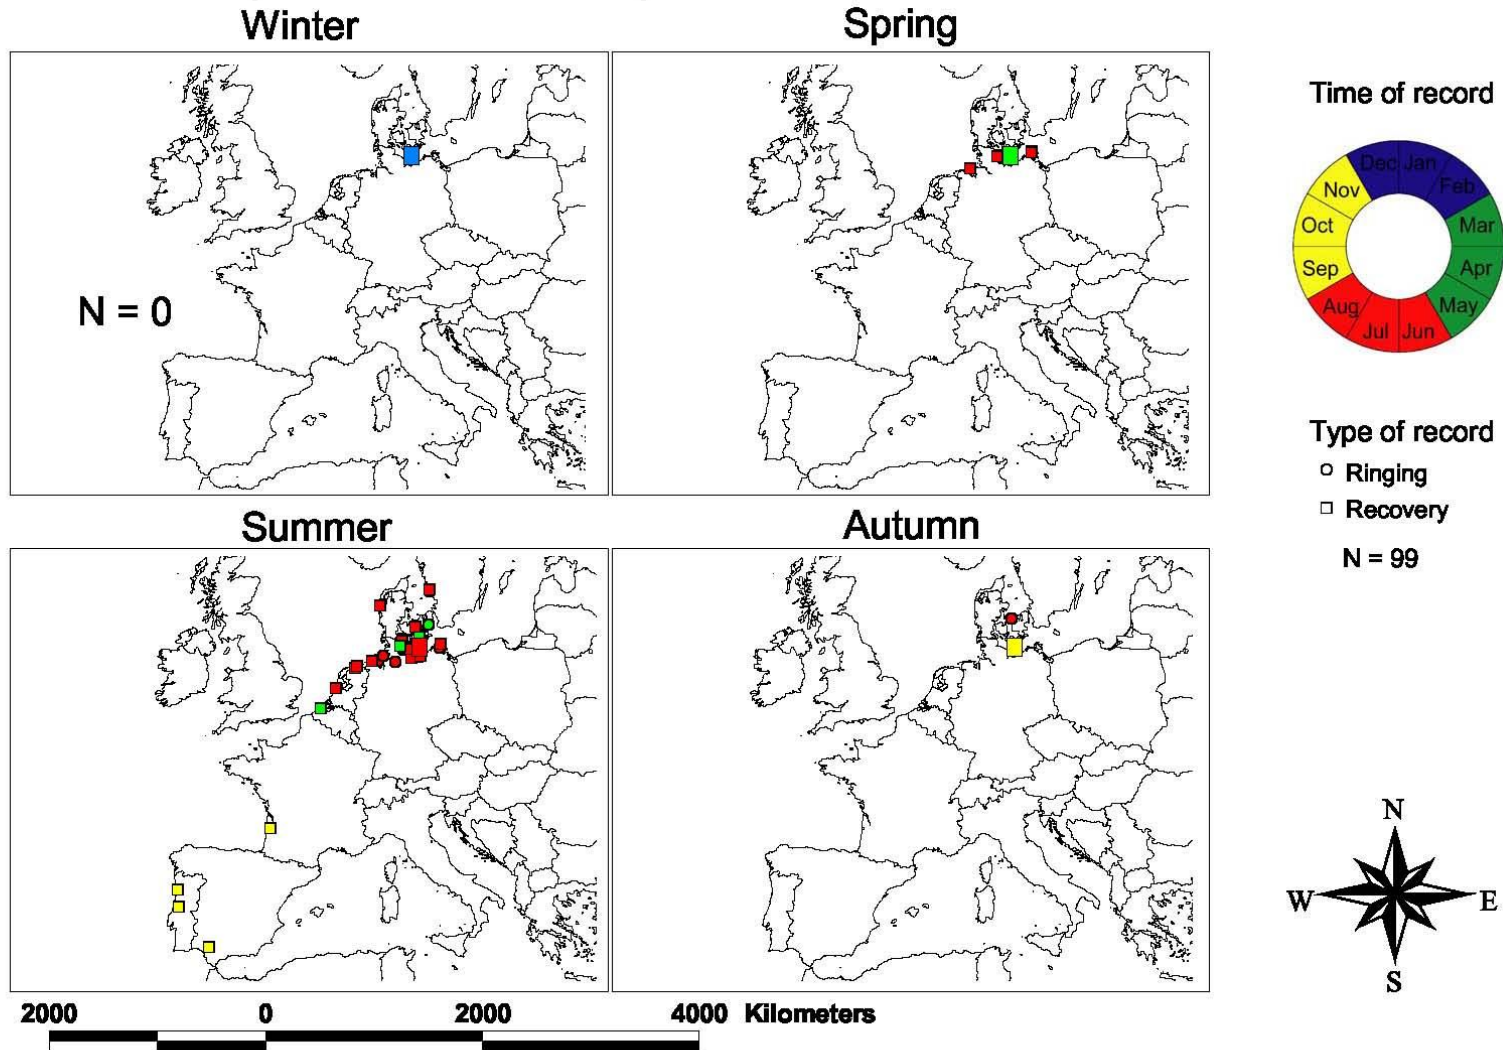 Winter
Spring
N = 0
Summer
Autumn
2000 0 2000 4000 Kilometers
Time of record
Dec Jan Feb Mar Apr May Jun Jul Aug Sep Oct Nov
Type of record
Ringing
Recovery
N = 99
N
W E
S